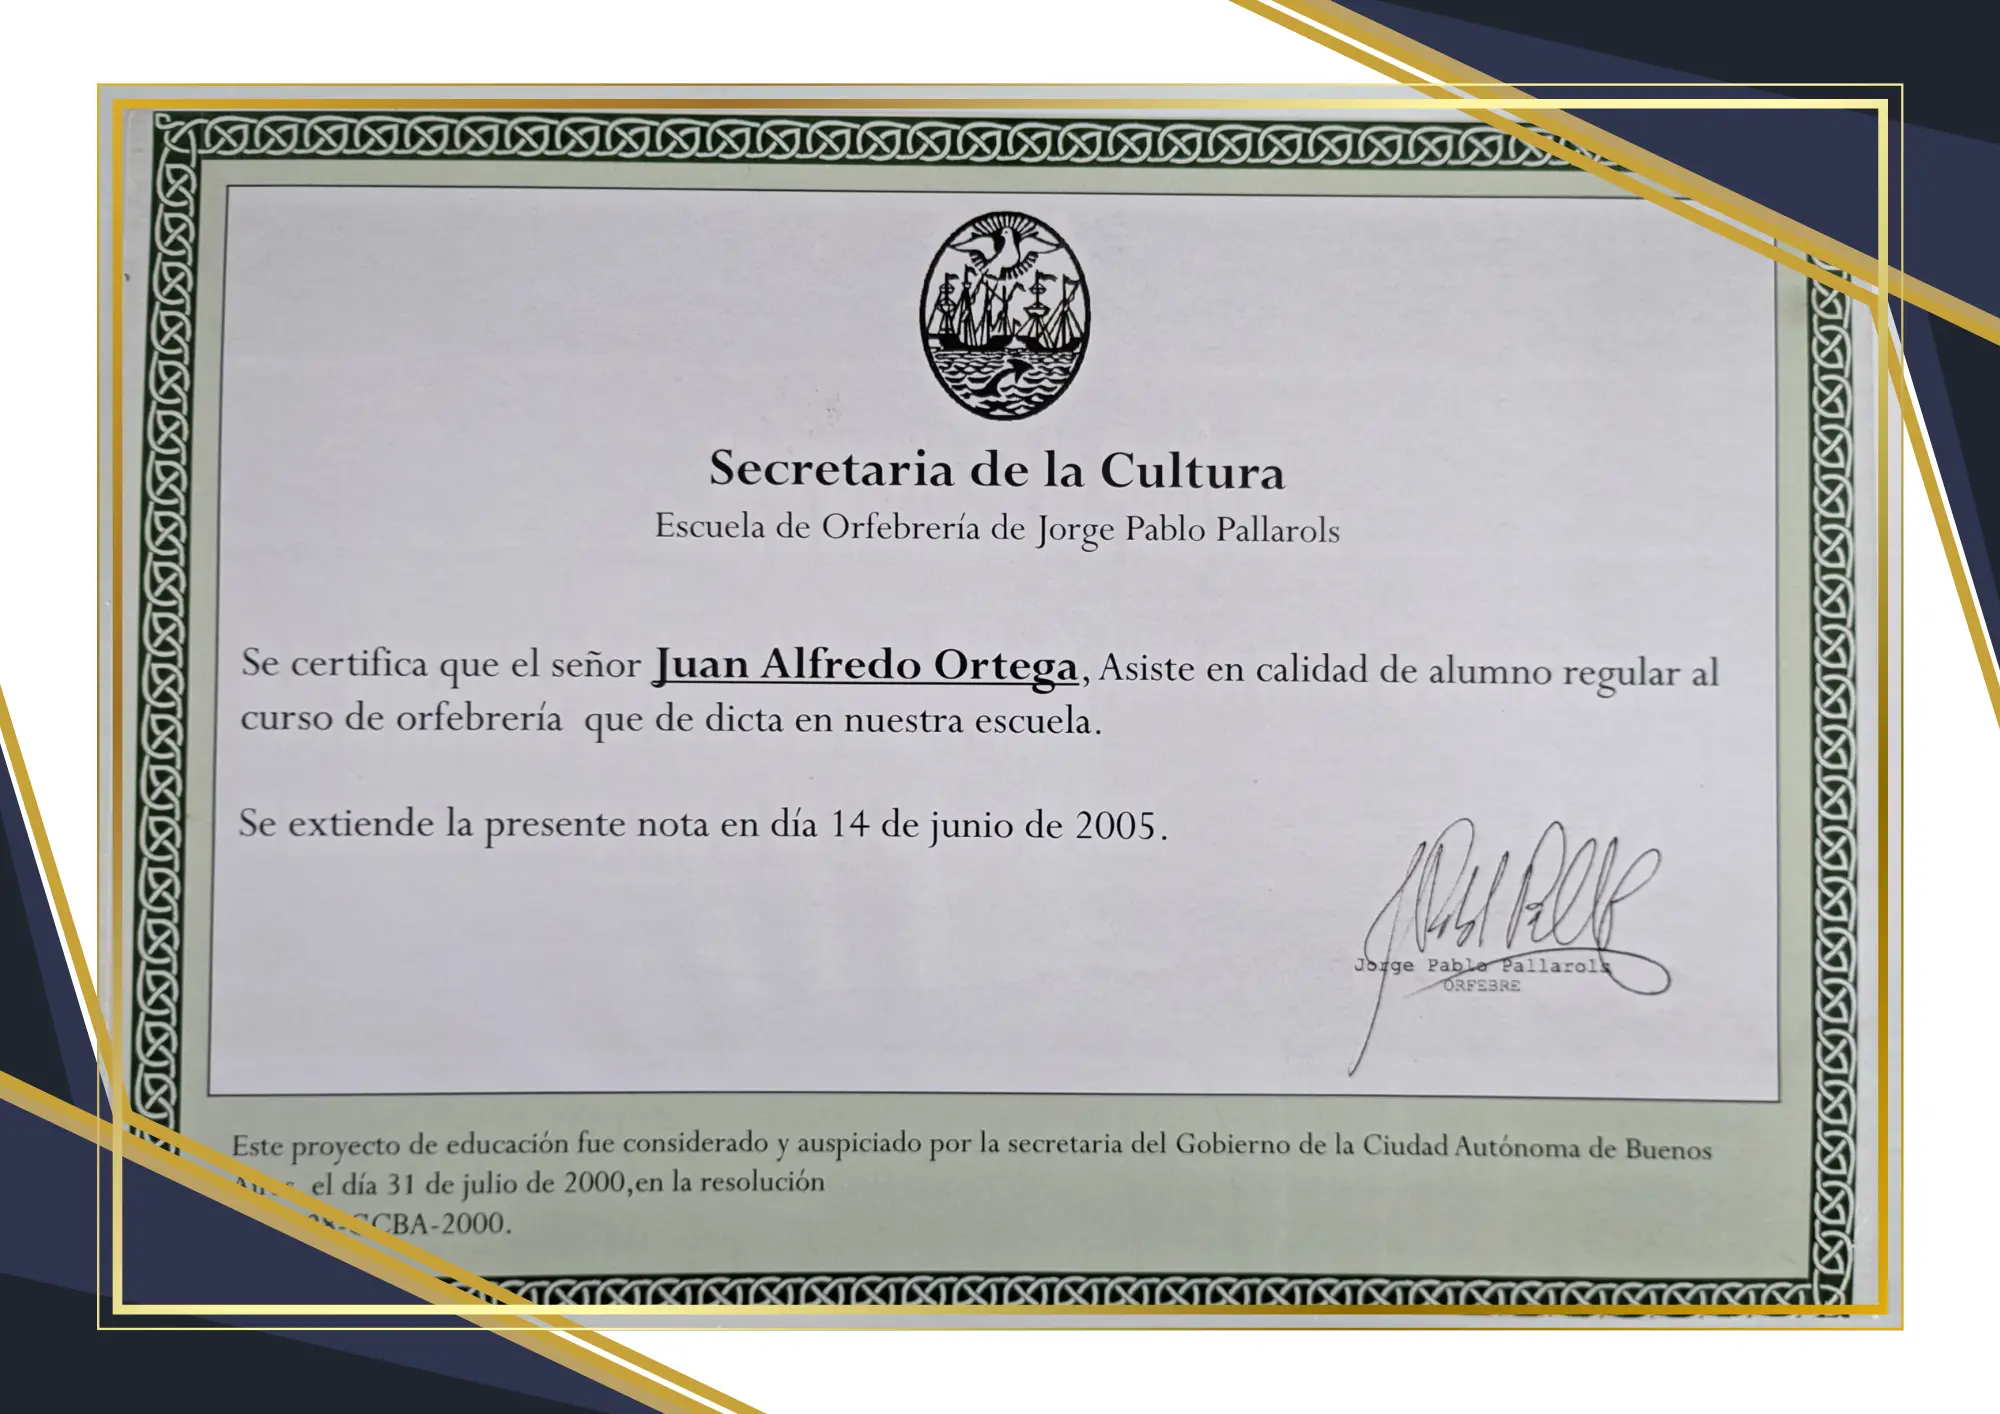 Secretaria de la Cultura
Escuela de Orfebrería de Jorge Pablo Pallarols
Se certifica que el señor Juan Alfredo Ortega, Asiste en calidad de alumno regular al
curso de orfebrería que de dicta en nuestra escuela.
Se extiende la presente nota en día 14 de junio de 2005.
Jorge Pablo Pallarols
ORFEBRE
Este proyecto de educación fue considerado y auspiciado por la secretaria del Gobierno de la Ciudad Autónoma de Buenos
el día 31 de julio de 2000,en la resolución
CBA-2000.